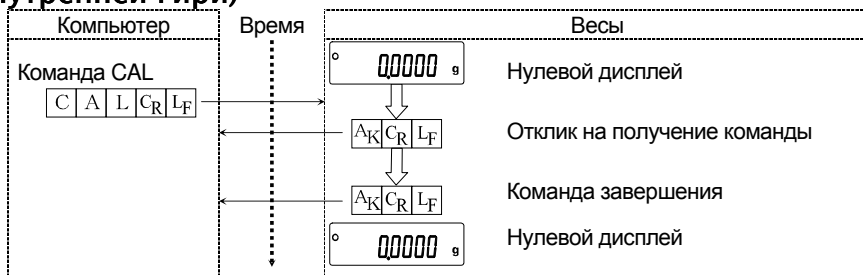 утренней гири)
Компьютер Время Весы
0.0000 g Нулевой дисплей
Команда CAL
C A L CR LF
AK CR LF Отклик на получение команды
AK CR LF Команда завершения
0.0000 g Нулевой дисплей